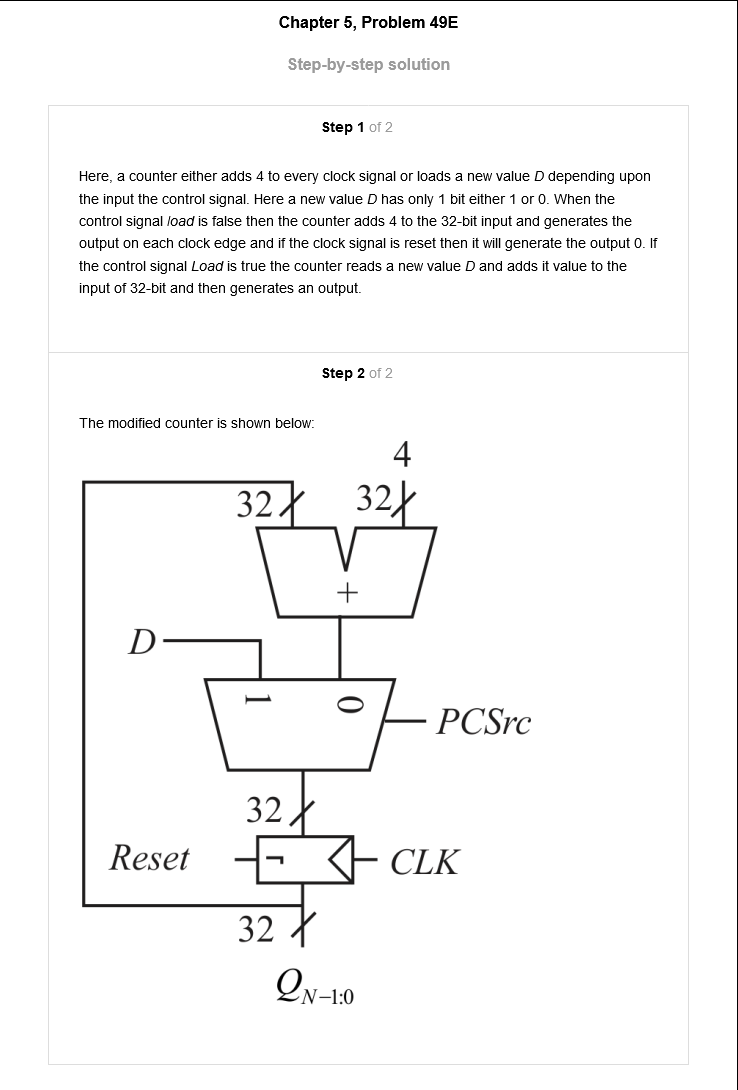 Chapter 5, Problem 49E
Step-by-step solution
Step 1 of 2
Here, a counter either adds 4 to every clock signal or loads a new value D depending upon
the input the control signal. Here a new value D has only 1 bit either 1 or 0. When the
control signal load is false then the counter adds 4 to the 32-bit input and generates the
output on each clock edge and if the clock signal is reset then it will generate the output 0. If
the control signal Load is true the counter reads a new value D and adds it value to the
input of 32-bit and then generates an output.
Step 2 of 2
The modified counter is shown below:
4
32 32
+
D
1 0
PCSrc
32
Reset r CLK
32
Q_{N-1:0}